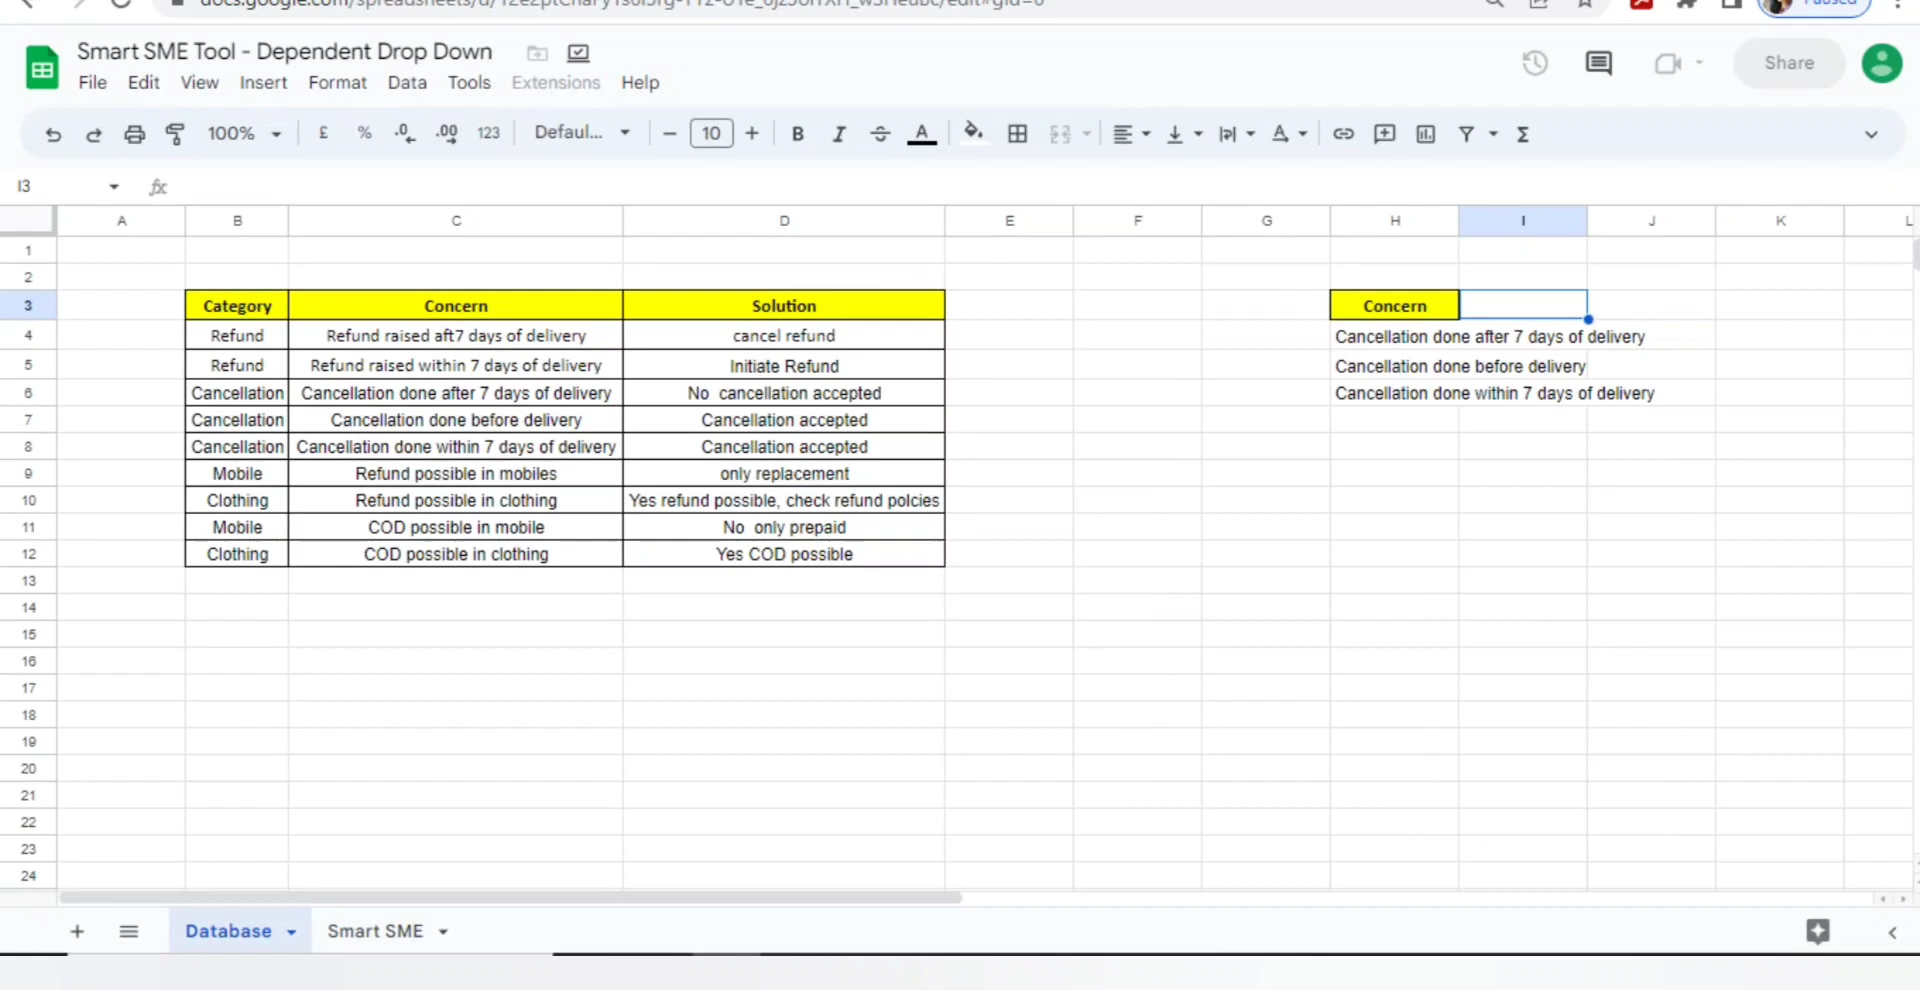 Smart SME Tool - Dependent Drop Down
File Edit View Insert Format Data Tools Extensions Help
Share
100% £ % .0 .00 123 Defaul... 10 B I A
I3 fx
A B C D E F G H I J K L
1
2
3 Category Concern Solution Concern
4 Refund Refund raised aft7 days of delivery cancel refund Cancellation done after 7 days of delivery
5 Refund Refund raised within 7 days of delivery Initiate Refund Cancellation done before delivery
6 Cancellation Cancellation done after 7 days of delivery No cancellation accepted Cancellation done within 7 days of delivery
7 Cancellation Cancellation done before delivery Cancellation accepted
8 Cancellation Cancellation done within 7 days of delivery Cancellation accepted
9 Mobile Refund possible in mobiles only replacement
10 Clothing Refund possible in clothing Yes refund possible, check refund polcies
11 Mobile COD possible in mobile No only prepaid
12 Clothing COD possible in clothing Yes COD possible
13
14
15
16
17
18
19
20
21
22
23
24
Database Smart SME